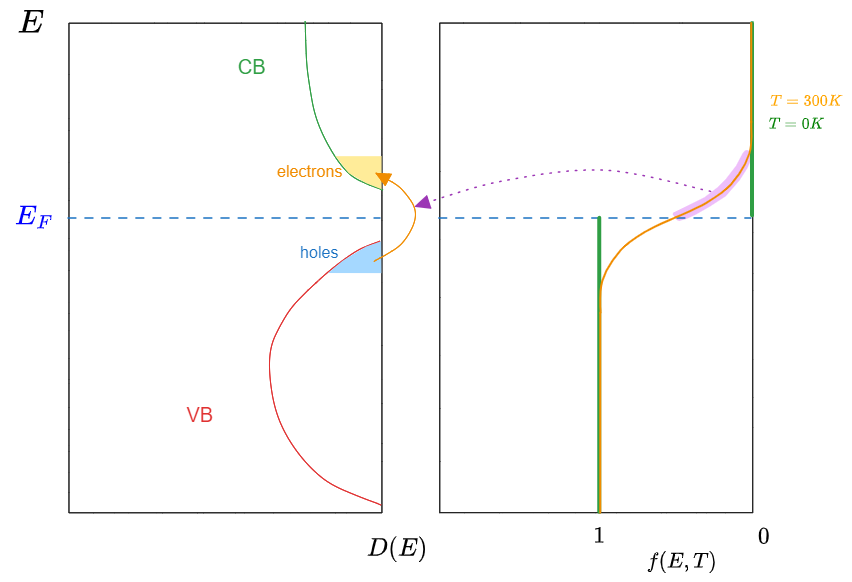 E
CB
T = 300K
T = 0K
electrons
E_F
holes
VB
D(E)
1
0
f(E, T)